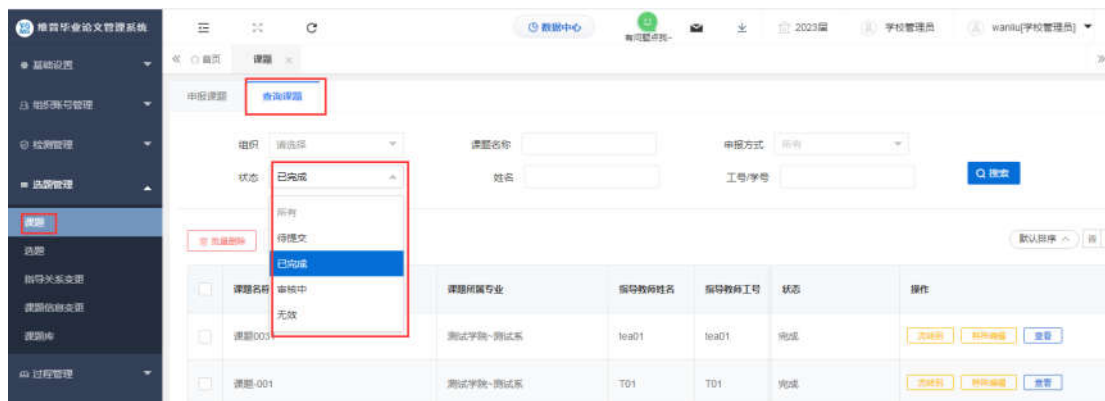 维普毕业论文管理系统
数据中心
有问题点我~
2023届
学校管理员
wanliu[学校管理员]
首页
课题
基础设置
申报课题
查询课题
组织账号管理
检测管理
组织
请选择
课题名称
申报方式
所有
选题管理
状态
已完成
姓名
工号/学号
搜索
所有
课题
待提交
批量删除
默认排序
选题
已完成
指导关系变更
课题名称
审核中
课题所属专业
指导教师姓名
指导教师工号
状态
操作
课题信息变更
无效
课题库
课题003
测试学院~测试系
tea01
tea01
完成
查看
过程管理
课题-001
测试学院~测试系
T01
T01
完成
查看